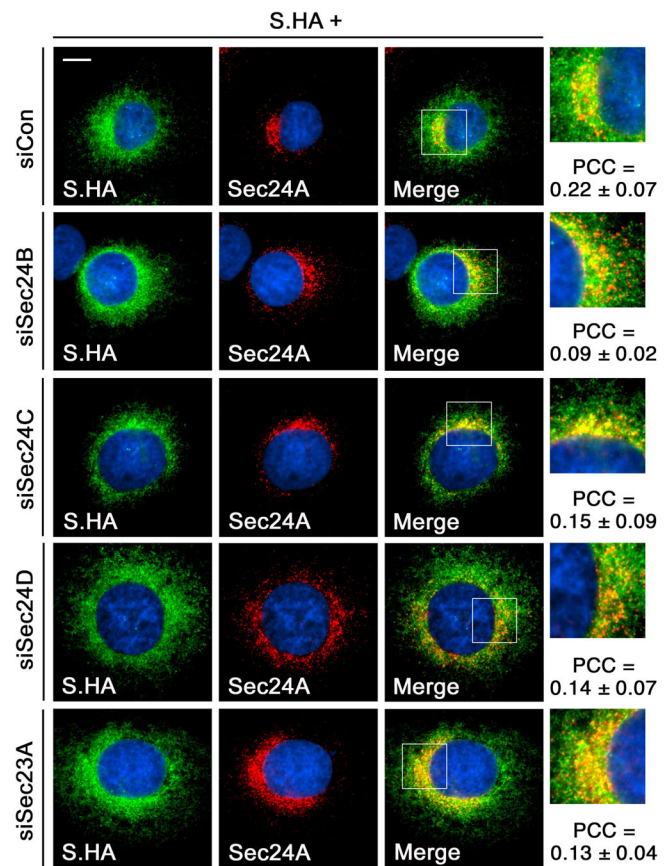 S.HA +
siCon
S.HA
Sec24A
Merge
PCC =
0.22 ± 0.07
siSec24B
S.HA
Sec24A
Merge
PCC =
0.09 ± 0.02
siSec24C
S.HA
Sec24A
Merge
PCC =
0.15 ± 0.09
siSec24D
S.HA
Sec24A
Merge
PCC =
0.14 ± 0.07
siSec23A
S.HA
Sec24A
Merge
PCC =
0.13 ± 0.04